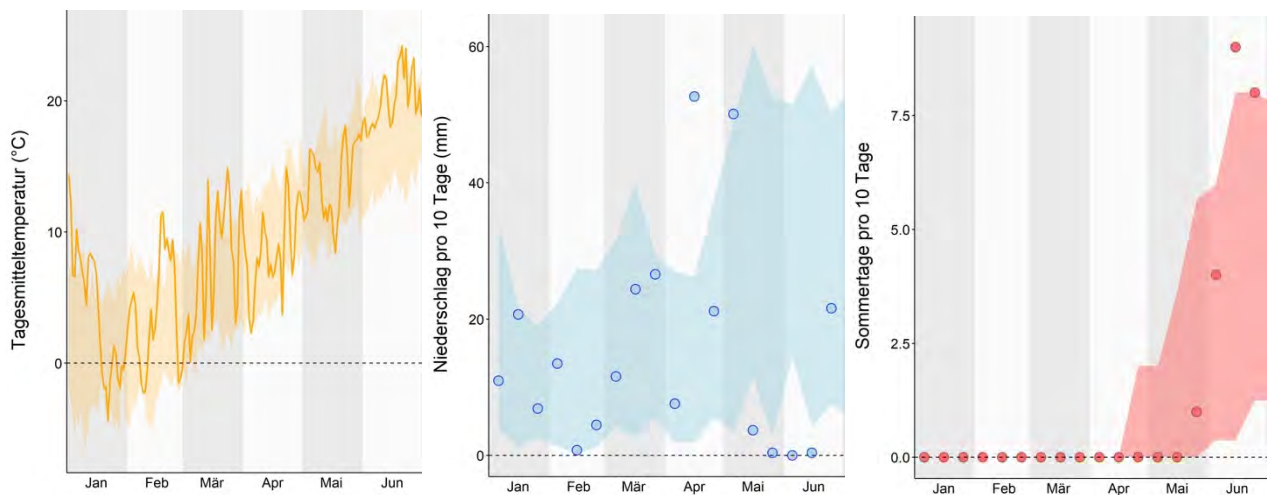 Tagesmitteltemperatur (°C)
20
10
0
Jan Feb Mär Apr Mai Jun
Niederschlag pro 10 Tage (mm)
60
40
20
0
Jan Feb Mär Apr Mai Jun
Sommertage pro 10 Tage
7.5
5.0
2.5
0.0
Jan Feb Mär Apr Mai Jun